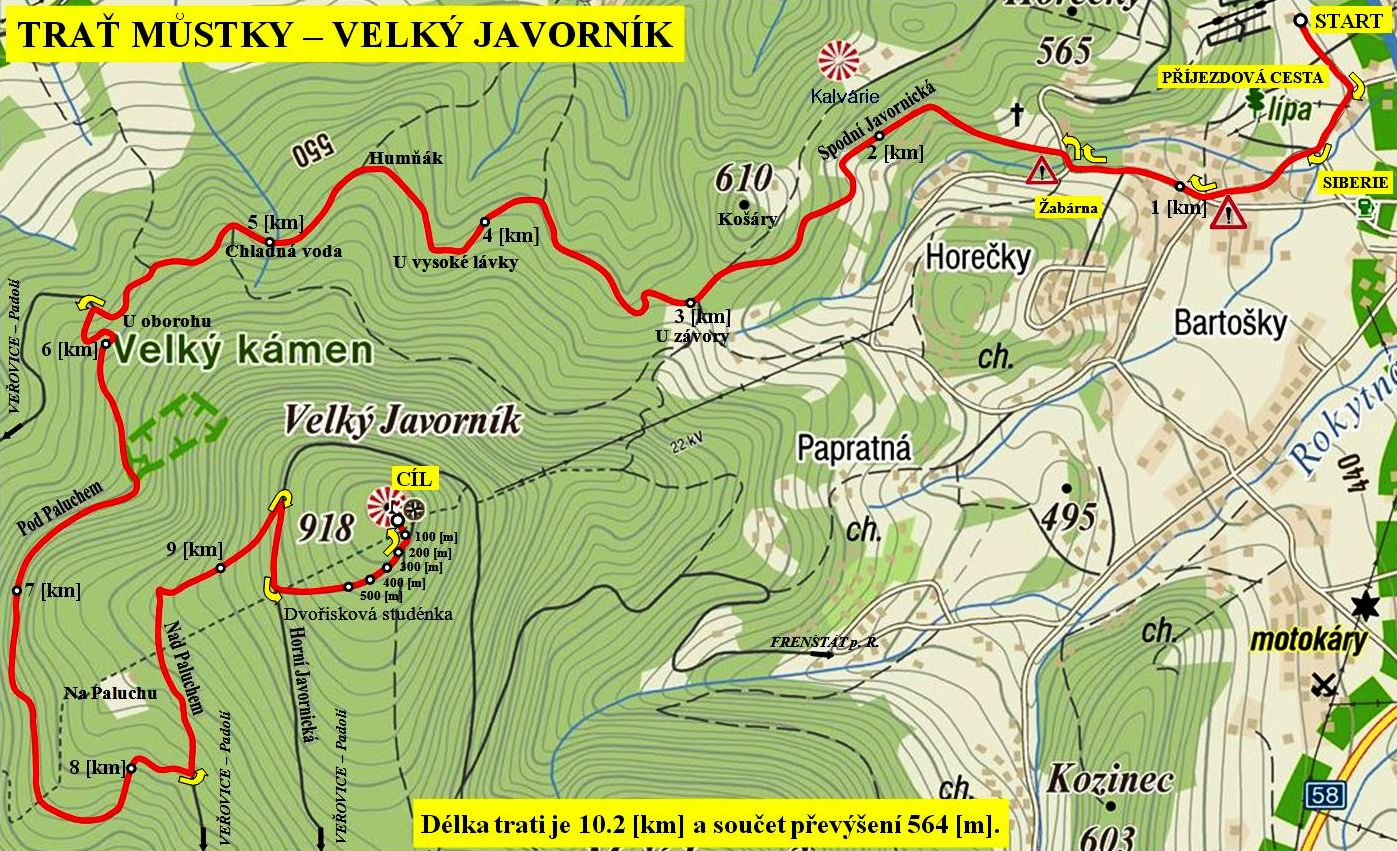 TRAŤ MŮSTKY – VELKÝ JAVORNÍK
START
565
PŘÍJEZDOVÁ CESTA
Kalvárie
lípa
Spodní Javornická
550
Humňák
2 [km]
610
Košáry
SIBERIE
Žabárna
1 [km]
5 [km]
4 [km]
Chladná voda
U vysoké lávky
Horečky
VEŘOVICE – Padolí
U oborohu
3 [km]
U závory
Bartošky
6 [km]
Velký kámen
ch.
Rokytná
Velký Javorník
22 kV
Papratná
440
CÍL
Pod Paluchem
918
495
ch.
100 [m]
9 [km]
200 [m]
300 [m]
400 [m]
500 [m]
7 [km]
Dvořisková studénka
Nad Paluchem
Horní Javornická
FRENŠTÁT p. R.
ch.
motokáry
Na Paluchu
VEŘOVICE – Padolí
VEŘOVICE – Padolí
8 [km]
Kozinec
ch.
58
603
Délka trati je 10.2 [km] a součet převýšení 564 [m].